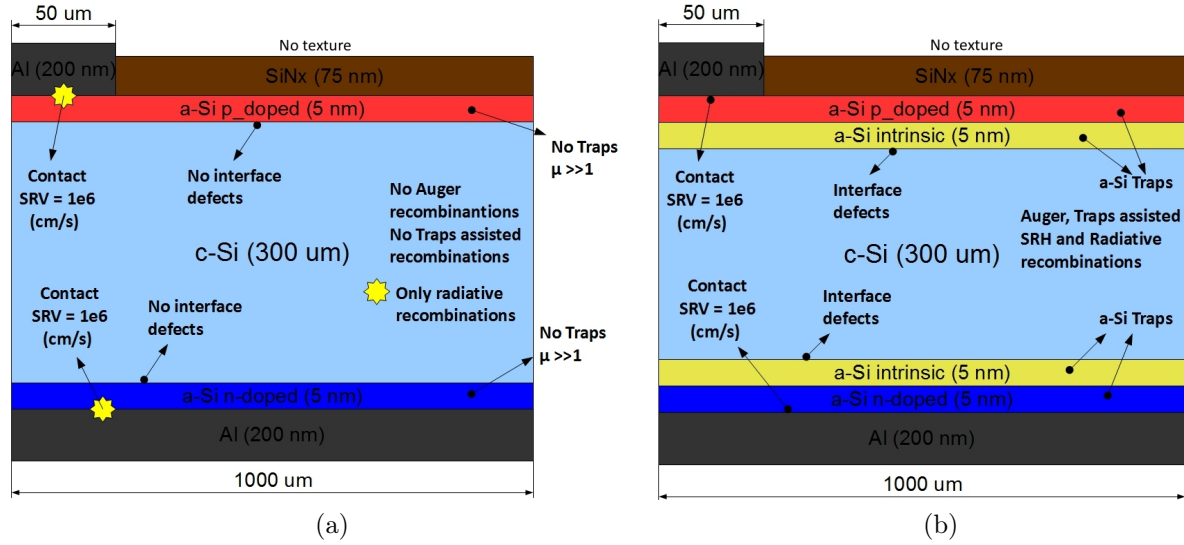 50 um
No texture
Al (200 nm)
SiNx (75 nm)
a-Si p_doped (5 nm)
No Traps
µ >>1
Contact
SRV = 1e6
(cm/s)
No interface
defects
No Auger
recombinantions
No Traps assisted
recombinations
c-Si (300 um)
Contact
SRV = 1e6
(cm/s)
No interface
defects
Only radiative
recombinations
No Traps
µ >>1
a-Si n-doped (5 nm)
Al (200 nm)
1000 um
(a)
50 um
No texture
Al (200 nm)
SiNx (75 nm)
a-Si p_doped (5 nm)
a-Si intrinsic (5 nm)
Contact
SRV = 1e6
(cm/s)
Interface
defects
a-Si Traps
Auger, Traps assisted
SRH and Radiative
recombinations
c-Si (300 um)
Contact
SRV = 1e6
(cm/s)
Interface
defects
a-Si Traps
a-Si intrinsic (5 nm)
a-Si n-doped (5 nm)
Al (200 nm)
1000 um
(b)